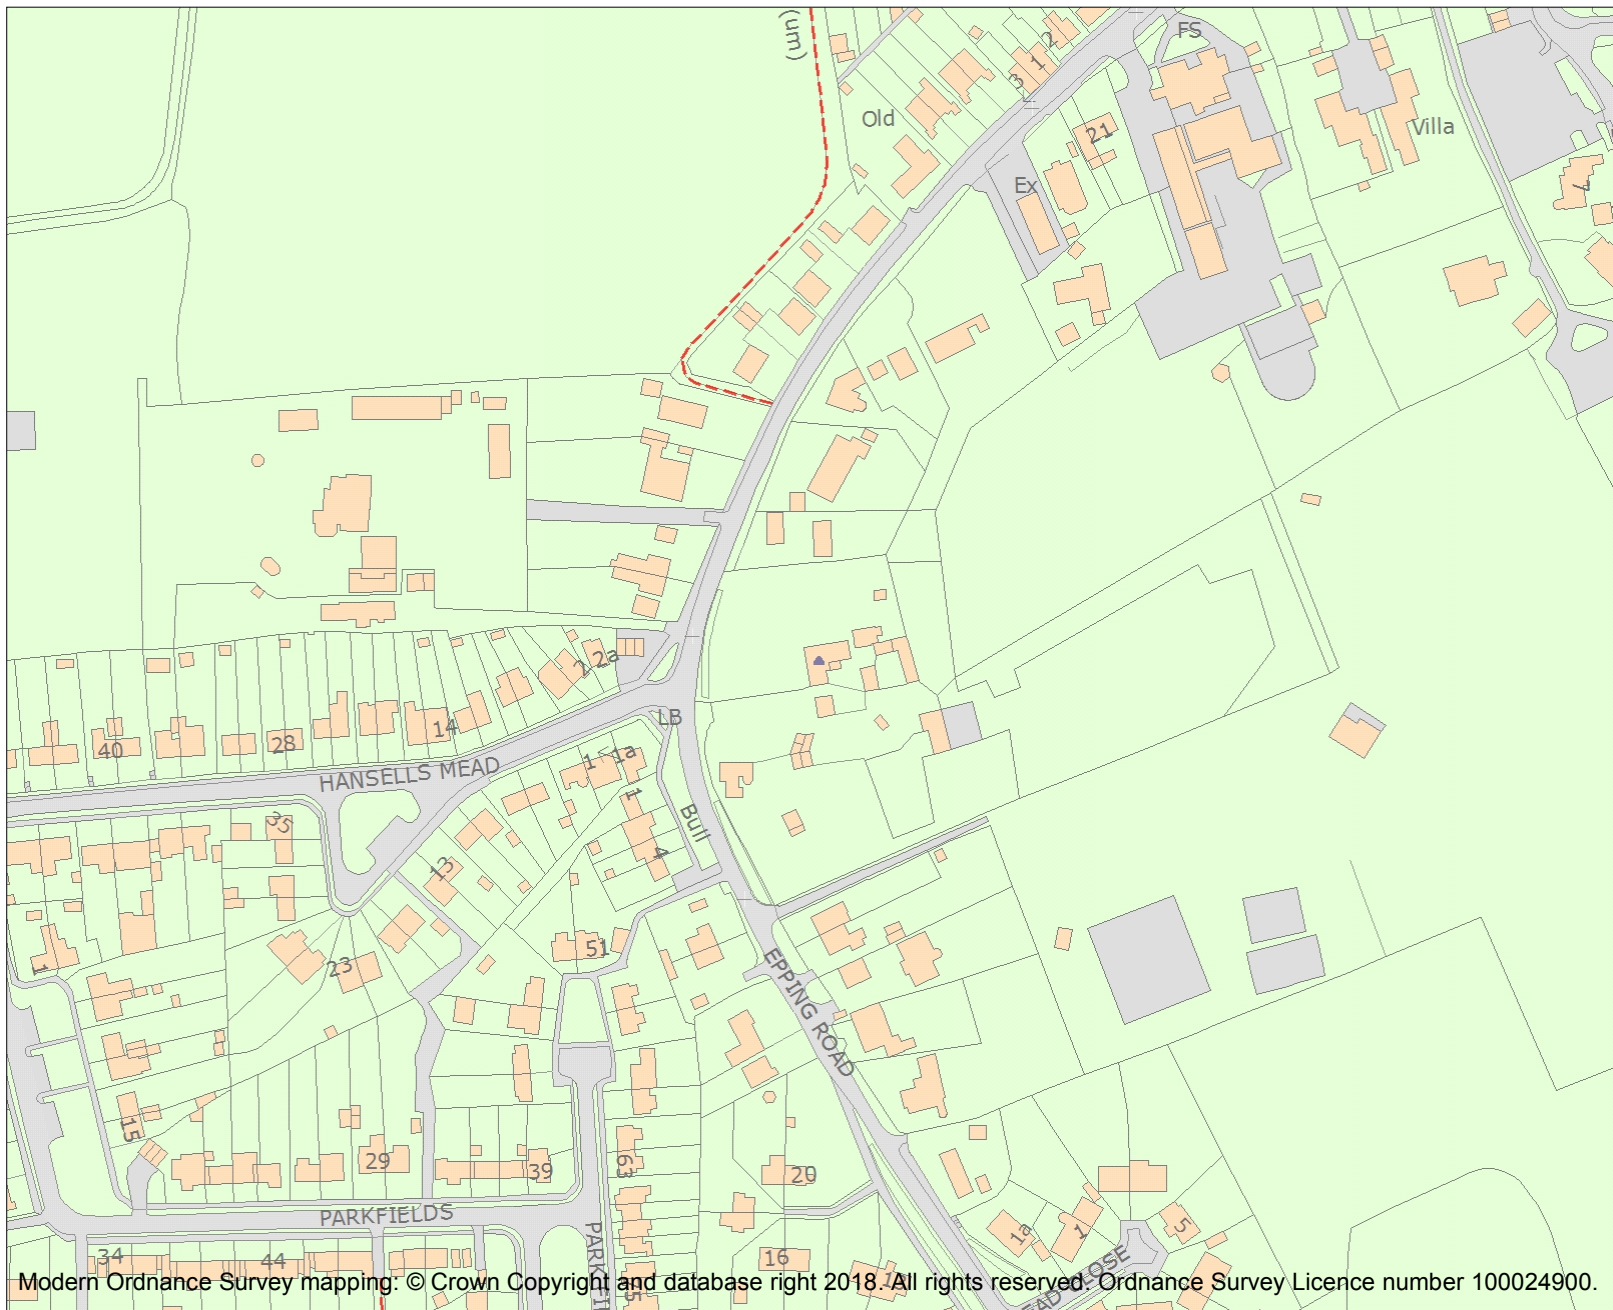 (um)
FS
2
1
3
Old
21
Villa
Ex
7
2 2a
LB
14
28
40
HANSELLS MEAD
1
1a
1
Bull
35
4
13
51
23
1
EPPING ROAD
15
29
39
63
20
PARKFIELDS
1a
1
5
34
44
16
Modern Ordnance Survey mapping: © Crown Copyright and database right 2018. All rights reserved. Ordnance Survey Licence number 100024900.